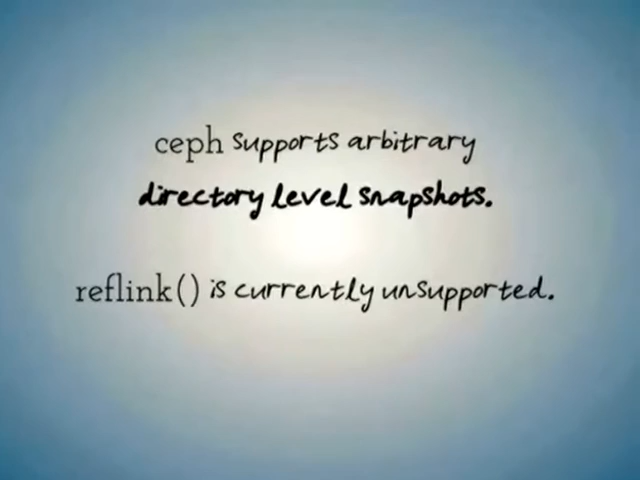 ceph supports arbitrary
directory level snapshots.
reflink() is currently unsupported.